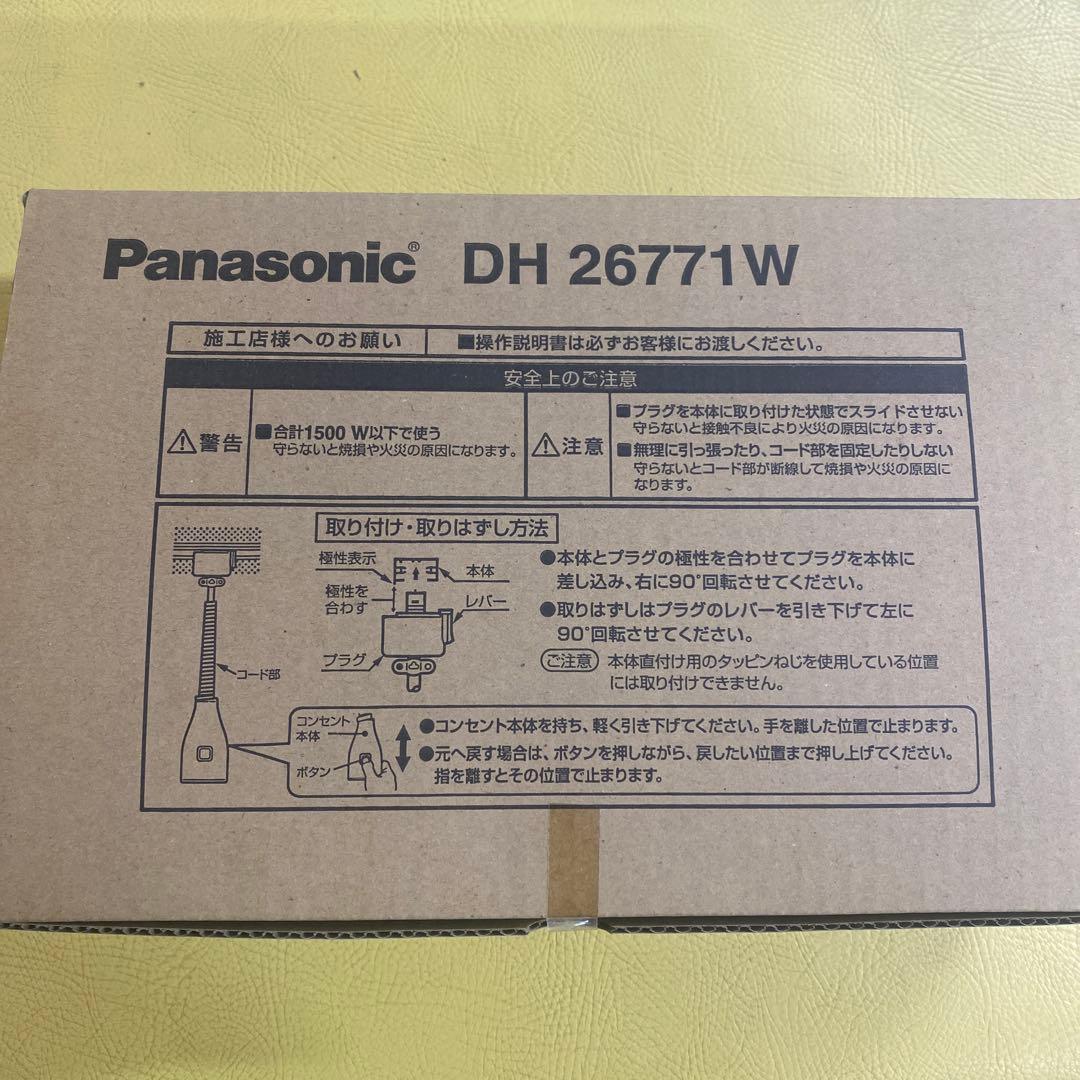 Panasonic® DH 26771W
施工店様へのお願い ■操作説明書は必ずお客様にお渡しください。
安全上のご注意
⚠警告
■合計1500 W以下で使う
守らないと焼損や火災の原因になります。
⚠注意
■プラグを本体に取り付けた状態でスライドさせない
守らないと接触不良により火災の原因になります。
■無理に引っ張ったり、コード部を固定したりしない
守らないとコード部が断線して焼損や火災の原因に
なります。
取り付け・取りはずし方法
極性表示
本体
極性を
合わす
レバー
プラグ
コード部
●本体とプラグの極性を合わせてプラグを本体に
差し込み、右に90°回転させてください。
●取りはずしはプラグのレバーを引き下げて左に
90°回転させてください。
ご注意 本体直付け用のタッピンねじを使用している位置
には取り付けできません。
コンセント
本体
ボタン
●コンセント本体を持ち、軽く引き下げてください。手を離した位置で止まります。
●元へ戻す場合は、ボタンを押しながら、戻したい位置まで押し上げてください。
指を離すとその位置で止まります。